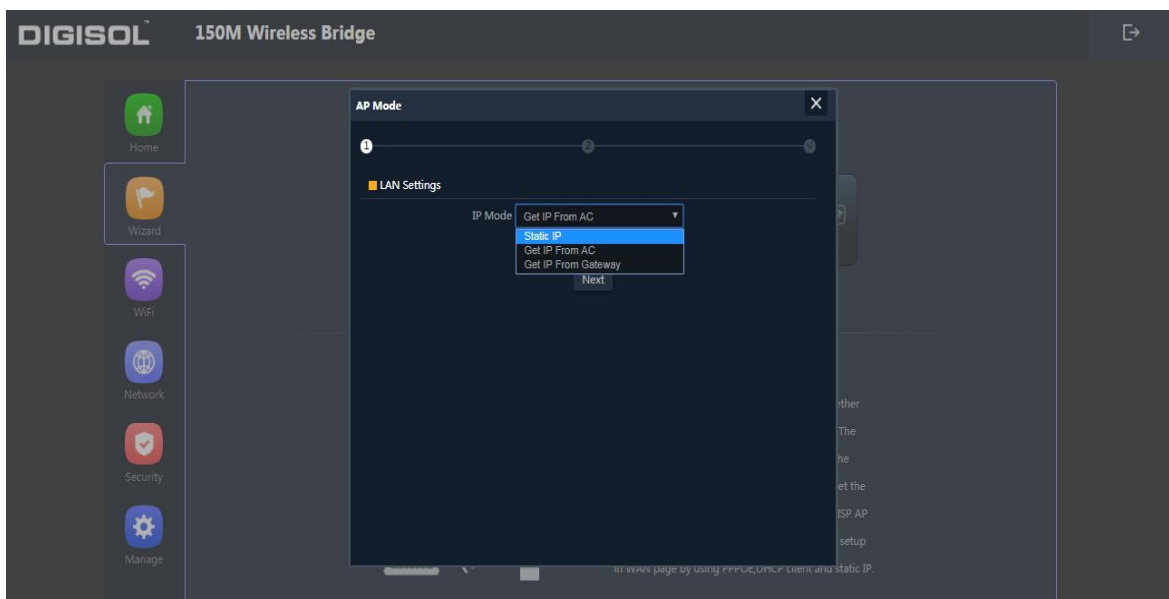 DIGISOL
150M Wireless Bridge
AP Mode
1
2
Home
LAN Settings
IP Mode Get IP From AC
Static IP
Get IP From AC
Get IP From Gateway
Next
Wizard
WiFi
Network
Security
Manage
The
et the
ISP AP
setup
in WAN page by using PPPOE,DHCP client and static IP.